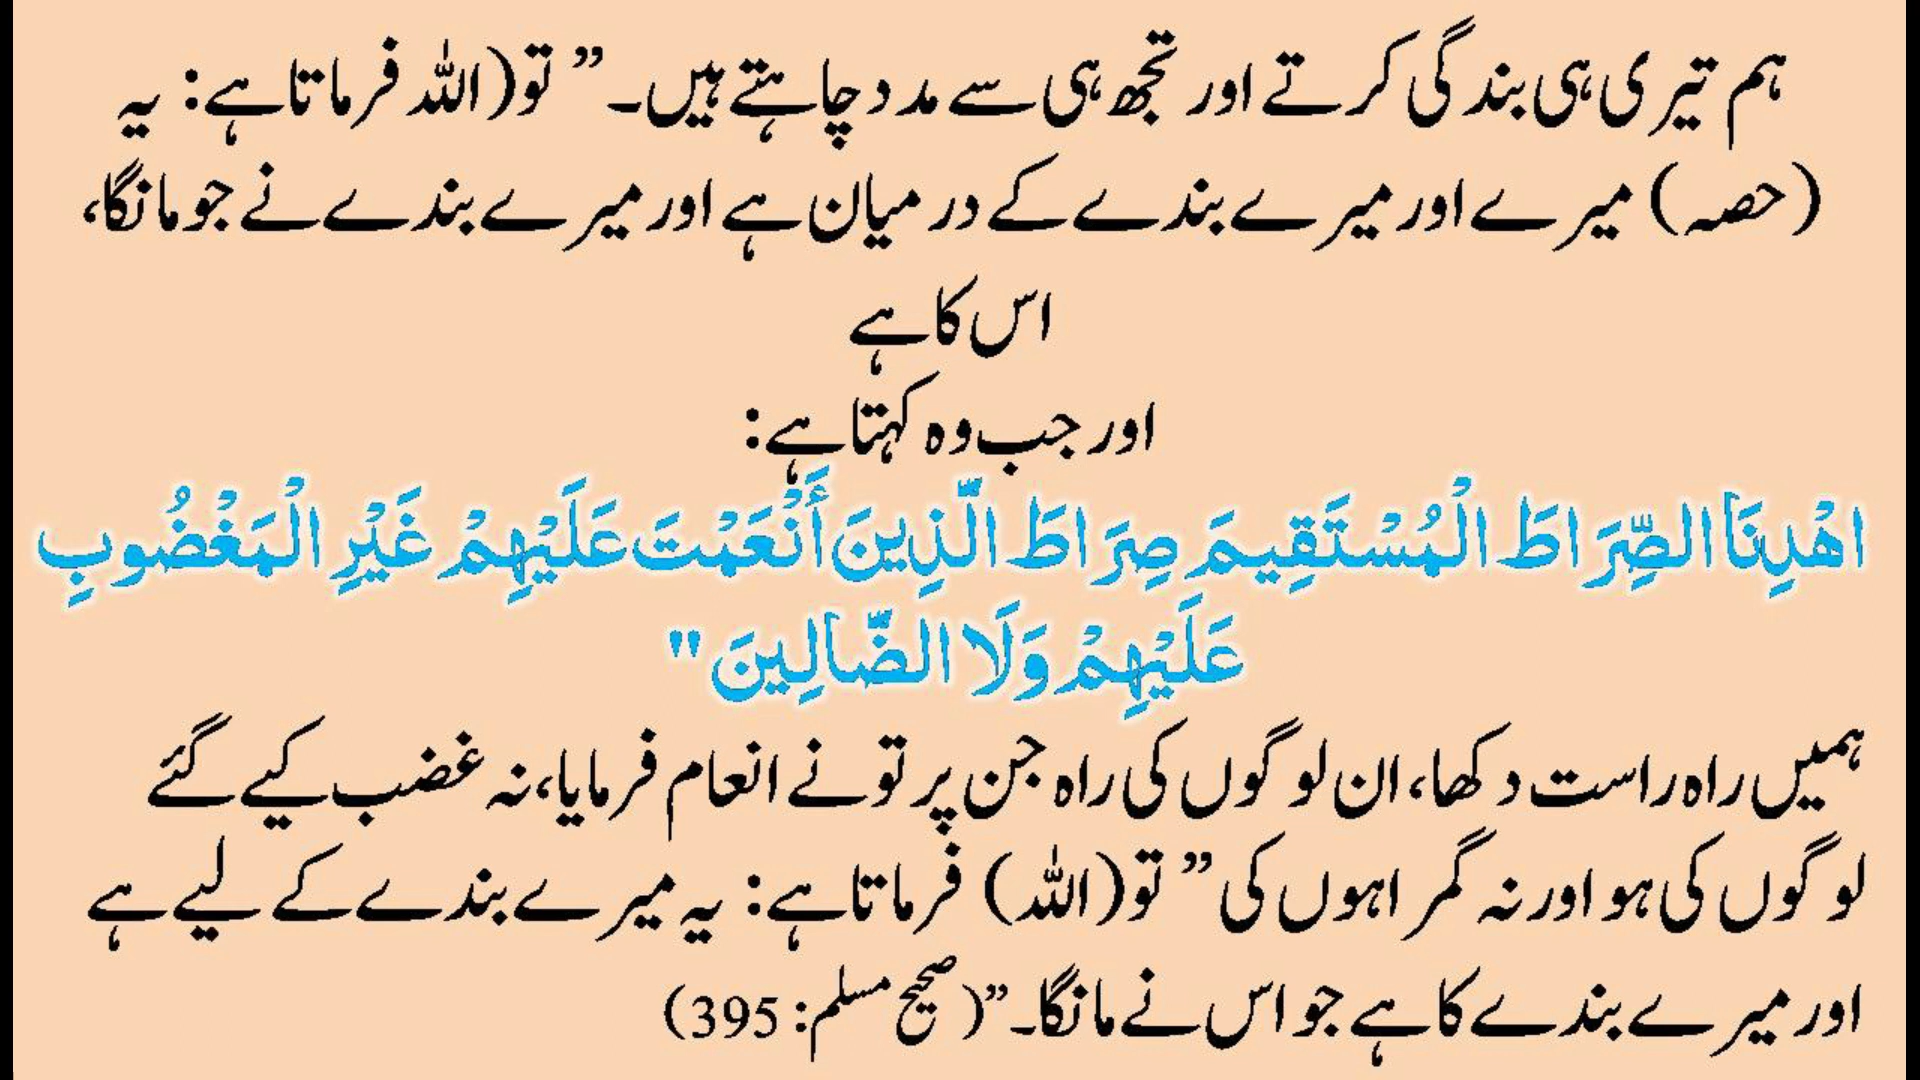 ہم تیری ہی بندگی کرتے اور تجھ ہی سے مدد چاہتے ہیں۔” تو(اللہ فرماتا ہے: یہ
(حصہ) میرے اور میرے بندے کے درمیان ہے اور میرے بندے نے جو مانگا،
اس کا ہے
اور جب وہ کہتا ہے:
اهْدِنَا الصِّرَاطَ الْمُسْتَقِيمَ صِرَاطَ الَّذِينَ أَنْعَمْتَ عَلَيْهِمْ غَيْرِ الْمَغْضُوبِ
عَلَيْهِمْ وَلَا الضَّالِينَ "
ہمیں راہ راست دکھا، ان لوگوں کی راہ جن پر تو نے انعام فرمایا، نہ غضب کیے گئے
لوگوں کی ہو اور نہ گمراہوں کی” تو(اللہ) فرماتا ہے: یہ میرے بندے کے لیے ہے
اور میرے بندے کا ہے جو اس نے مانگا۔”(صحیح مسلم: 395)